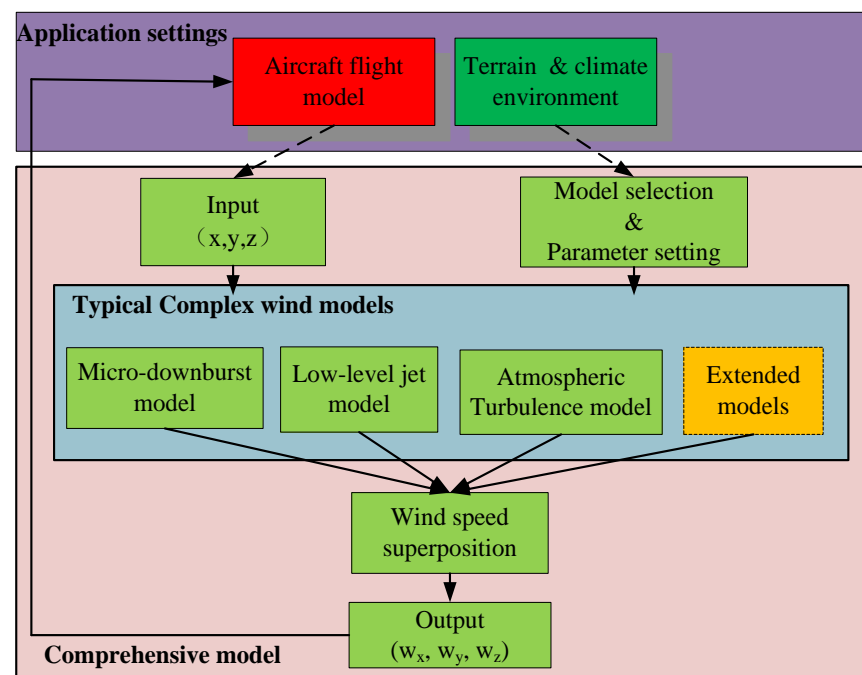 Application settings
Aircraft flight
model
Terrain & climate
environment
Input
（x,y,z）
Model selection
&
Parameter setting
Typical Complex wind models
Micro-downburst
model
Low-level jet
model
Atmospheric
Turbulence model
Extended
models
Wind speed
superposition
Output
(wx, wy, wz)
Comprehensive model